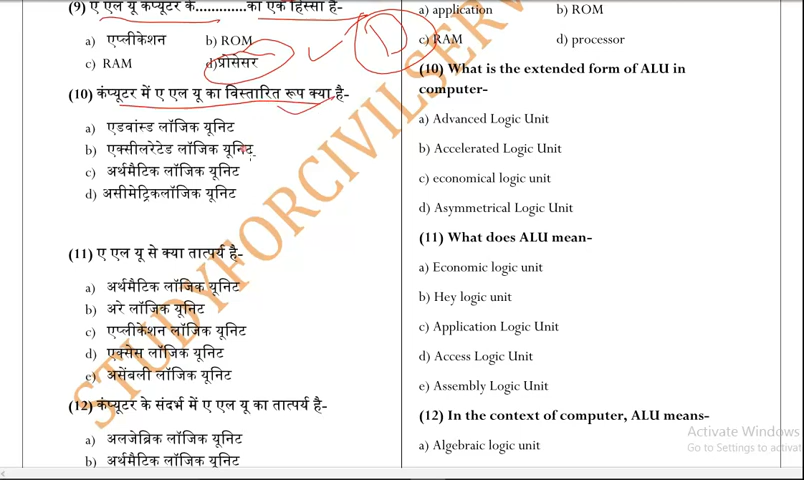 (9) ए एल यू कंप्यूटर के.............का एक हिस्सा है-
a) एप्लीकेशन b) ROM
c) RAM d)प्रोसेसर
D
(10) कंप्यूटर में ए एल यू का विस्तारित रूप क्या है-
a) एडवांस्ड लॉजिक यूनिट
b) एक्सीलरेटेड लॉजिक यूनिट
c) अर्थमैटिक लॉजिक यूनिट
d) असीमेट्रिकलॉजिक यूनिट
(11) ए एल यू से क्या तात्पर्य है-
a) अर्थमैटिक लॉजिक यूनिट
b) अरे लॉजिक यूनिट
c) एप्लीकेशन लॉजिक यूनिट
d) एक्सेस लॉजिक यूनिट
e) असेंबली लॉजिक यूनिट
(12) कंप्यूटर के संदर्भ में ए एल यू का तात्पर्य है-
a) अलजेब्रिक लॉजिक यूनिट
b) अर्थमैटिक लॉजिक यूनिट
a) application b) ROM
c) RAM d) processor
(10) What is the extended form of ALU in
computer-
a) Advanced Logic Unit
b) Accelerated Logic Unit
c) economical logic unit
d) Asymmetrical Logic Unit
(11) What does ALU mean-
a) Economic logic unit
b) Hey logic unit
c) Application Logic Unit
d) Access Logic Unit
e) Assembly Logic Unit
(12) In the context of computer, ALU means-
a) Algebraic logic unit
STUDYFORCIVILSERV
Activate Windows
Go to Settings to activat